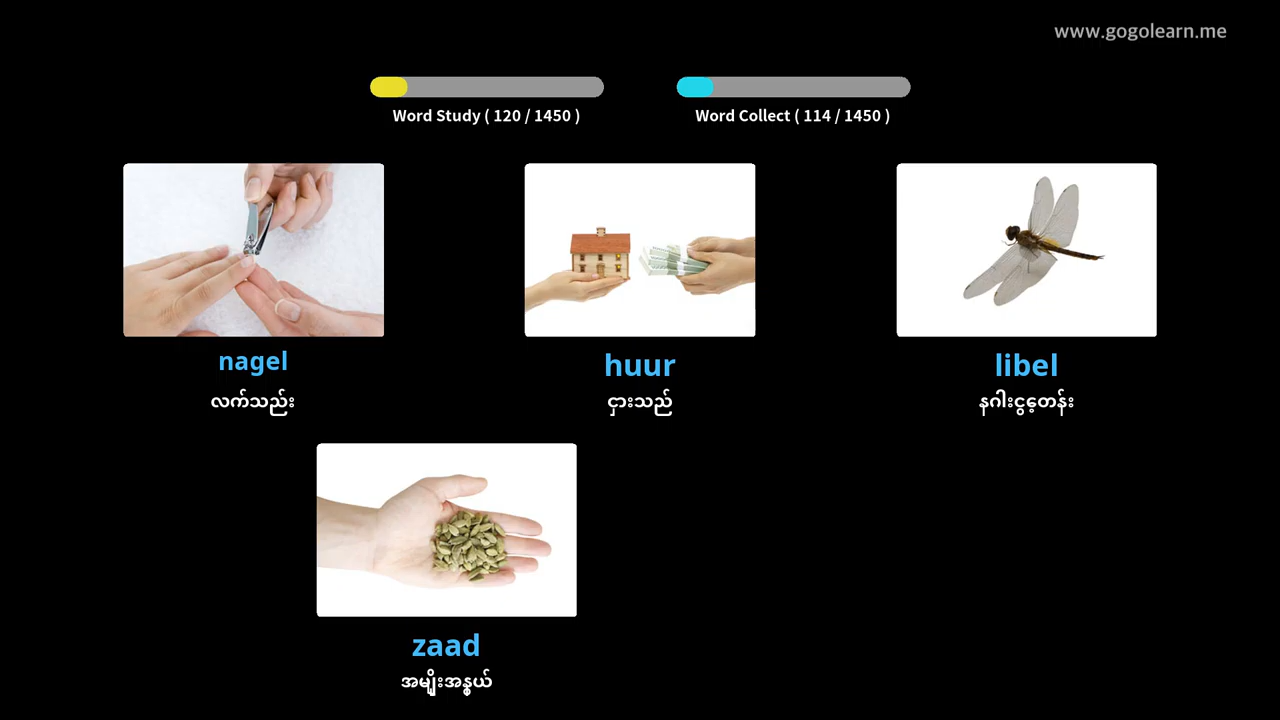 www.gogolearn.me
Word Study ( 120 / 1450 )
Word Collect ( 114 / 1450 )
nagel
လက်သည်း
huur
ငှားသည်
libel
နဂါးငွေ့တန်း
zaad
အမျိုးအနွယ်